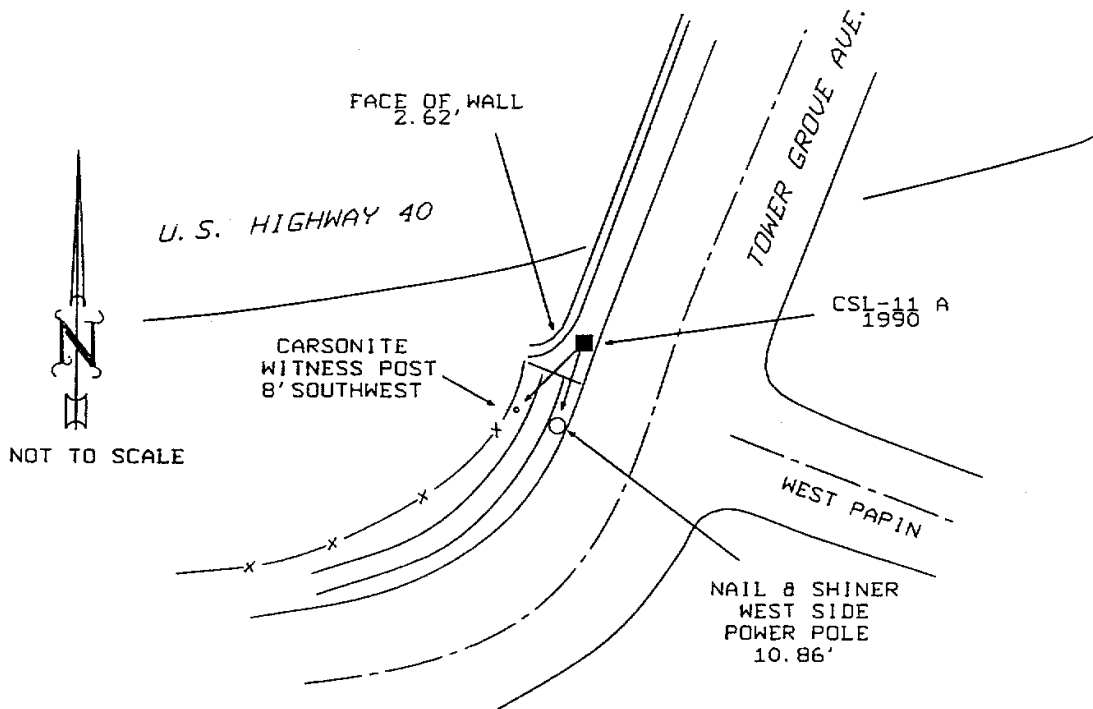 TOWER GROVE AVE.
FACE OF WALL
2.62'
U.S. HIGHWAY 40
CSL-11 A
1990
CARSONITE
WITNESS POST
8' SOUTHWEST
N
NOT TO SCALE
WEST PAPIN
NAIL & SHINER
WEST SIDE
POWER POLE
10.86'